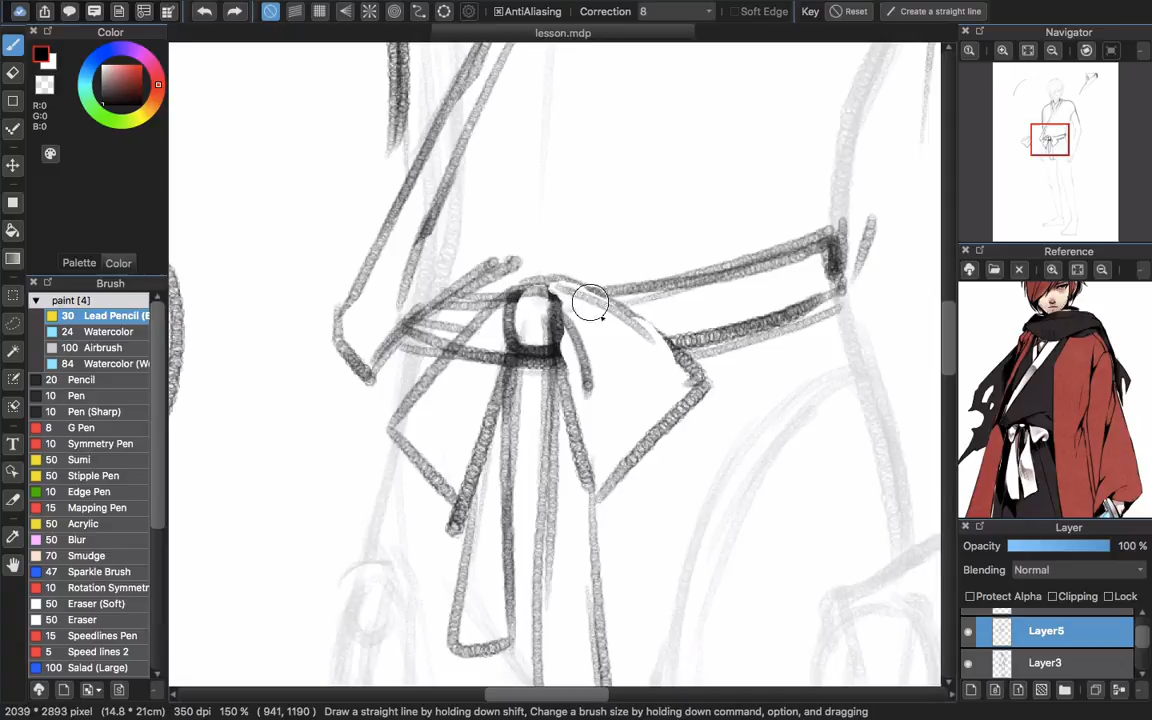 AntiAliasing Correction 8 Soft Edge Key Reset Create a straight line
lesson.mdp
Color
R:0
G:0
B:0
Palette Color
Brush
paint [4]
30 Lead Pencil (E
24 Watercolor
100 Airbrush
84 Watercolor (We
20 Pencil
10 Pen
10 Pen (Sharp)
8 G Pen
10 Symmetry Pen
50 Sumi
50 Stipple Pen
10 Edge Pen
15 Mapping Pen
50 Acrylic
50 Blur
70 Smudge
47 Sparkle Brush
10 Rotation Symmetr
50 Eraser (Soft)
50 Eraser
15 Speedlines Pen
5 Speed lines 2
100 Salad (Large)
Navigator
Reference
Layer
Opacity 100 %
Blending Normal
Protect Alpha Clipping Lock
Layer5
Layer3
2039 * 2893 pixel (14.8 * 21cm) 350 dpi 150 % ( 941, 1190 ) Draw a straight line by holding down shift, Change a brush size by holding down command, option, and dragging